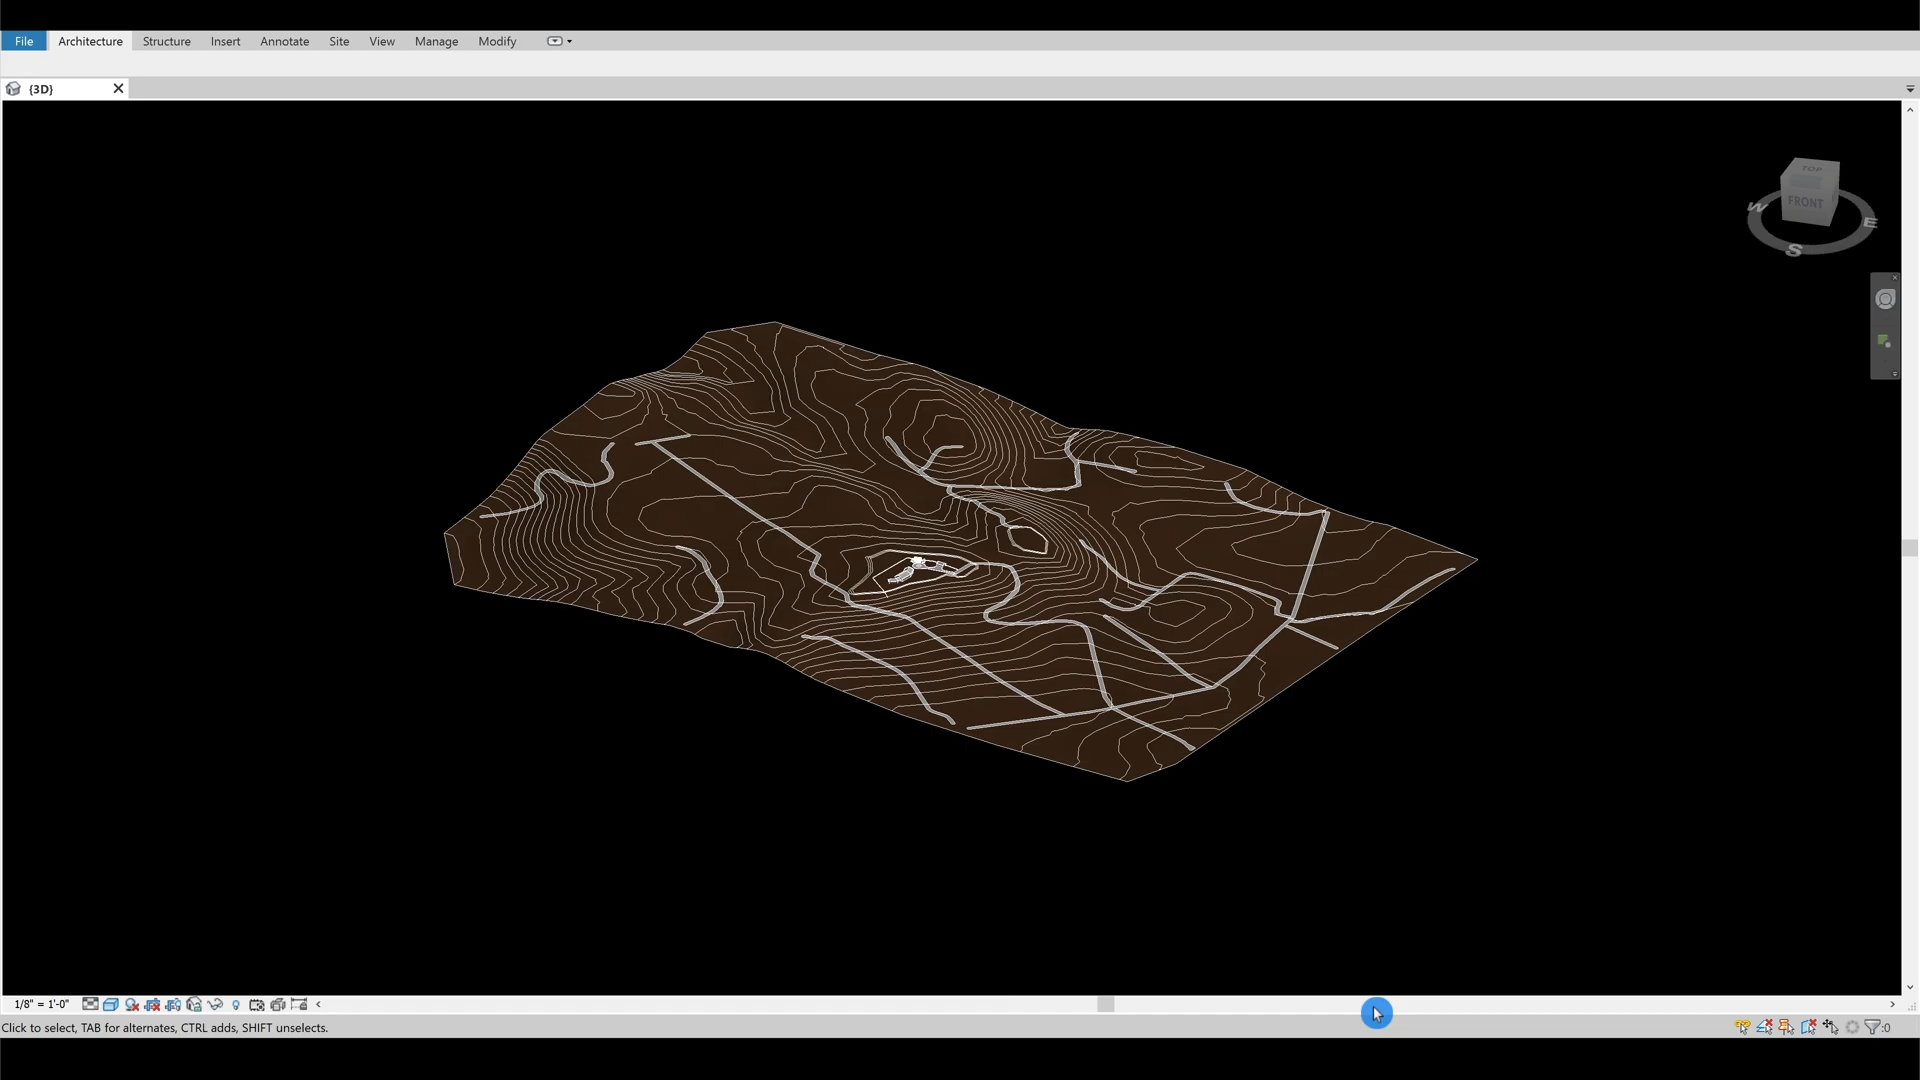 File Architecture Structure Insert Annotate Site View Manage Modify
{3D}
TOP
FRONT
W
E
S
1/8" = 1'-0"
Click to select, TAB for alternates, CTRL adds, SHIFT unselects.
:0